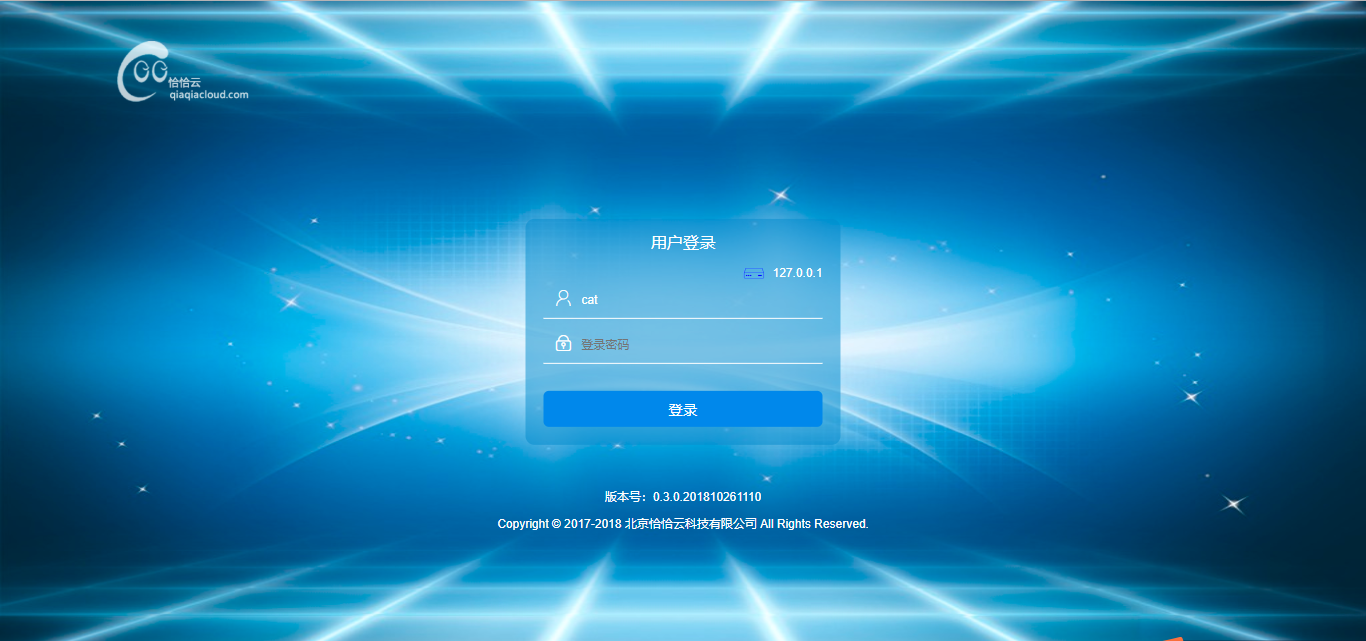 恰恰云
qiaqiacloud.com
用户登录
127.0.0.1
cat
登录密码
登录
版本号：0.3.0.201810261110
Copyright © 2017-2018 北京恰恰云科技有限公司 All Rights Reserved.